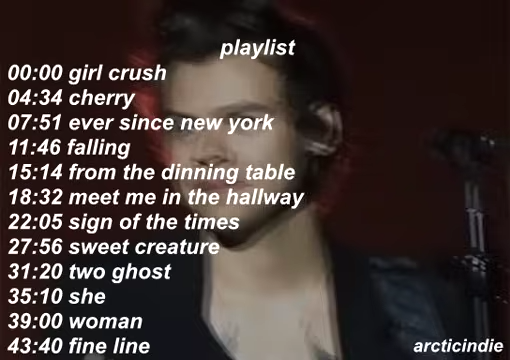 playlist
00:00 girl crush
04:34 cherry
07:51 ever since new york
11:46 falling
15:14 from the dinning table
18:32 meet me in the hallway
22:05 sign of the times
27:56 sweet creature
31:20 two ghost
35:10 she
39:00 woman
43:40 fine line
arcticindie